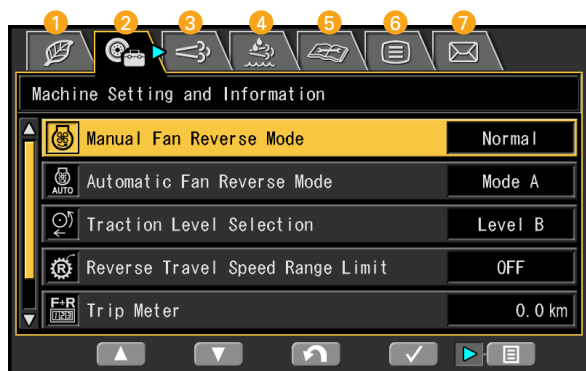 1 2 3 4 5 6 7
Machine Setting and Information
Manual Fan Reverse Mode Normal
AUTO Automatic Fan Reverse Mode Mode A
Traction Level Selection Level B
R Reverse Travel Speed Range Limit OFF
F+R 123 Trip Meter 0.0 km